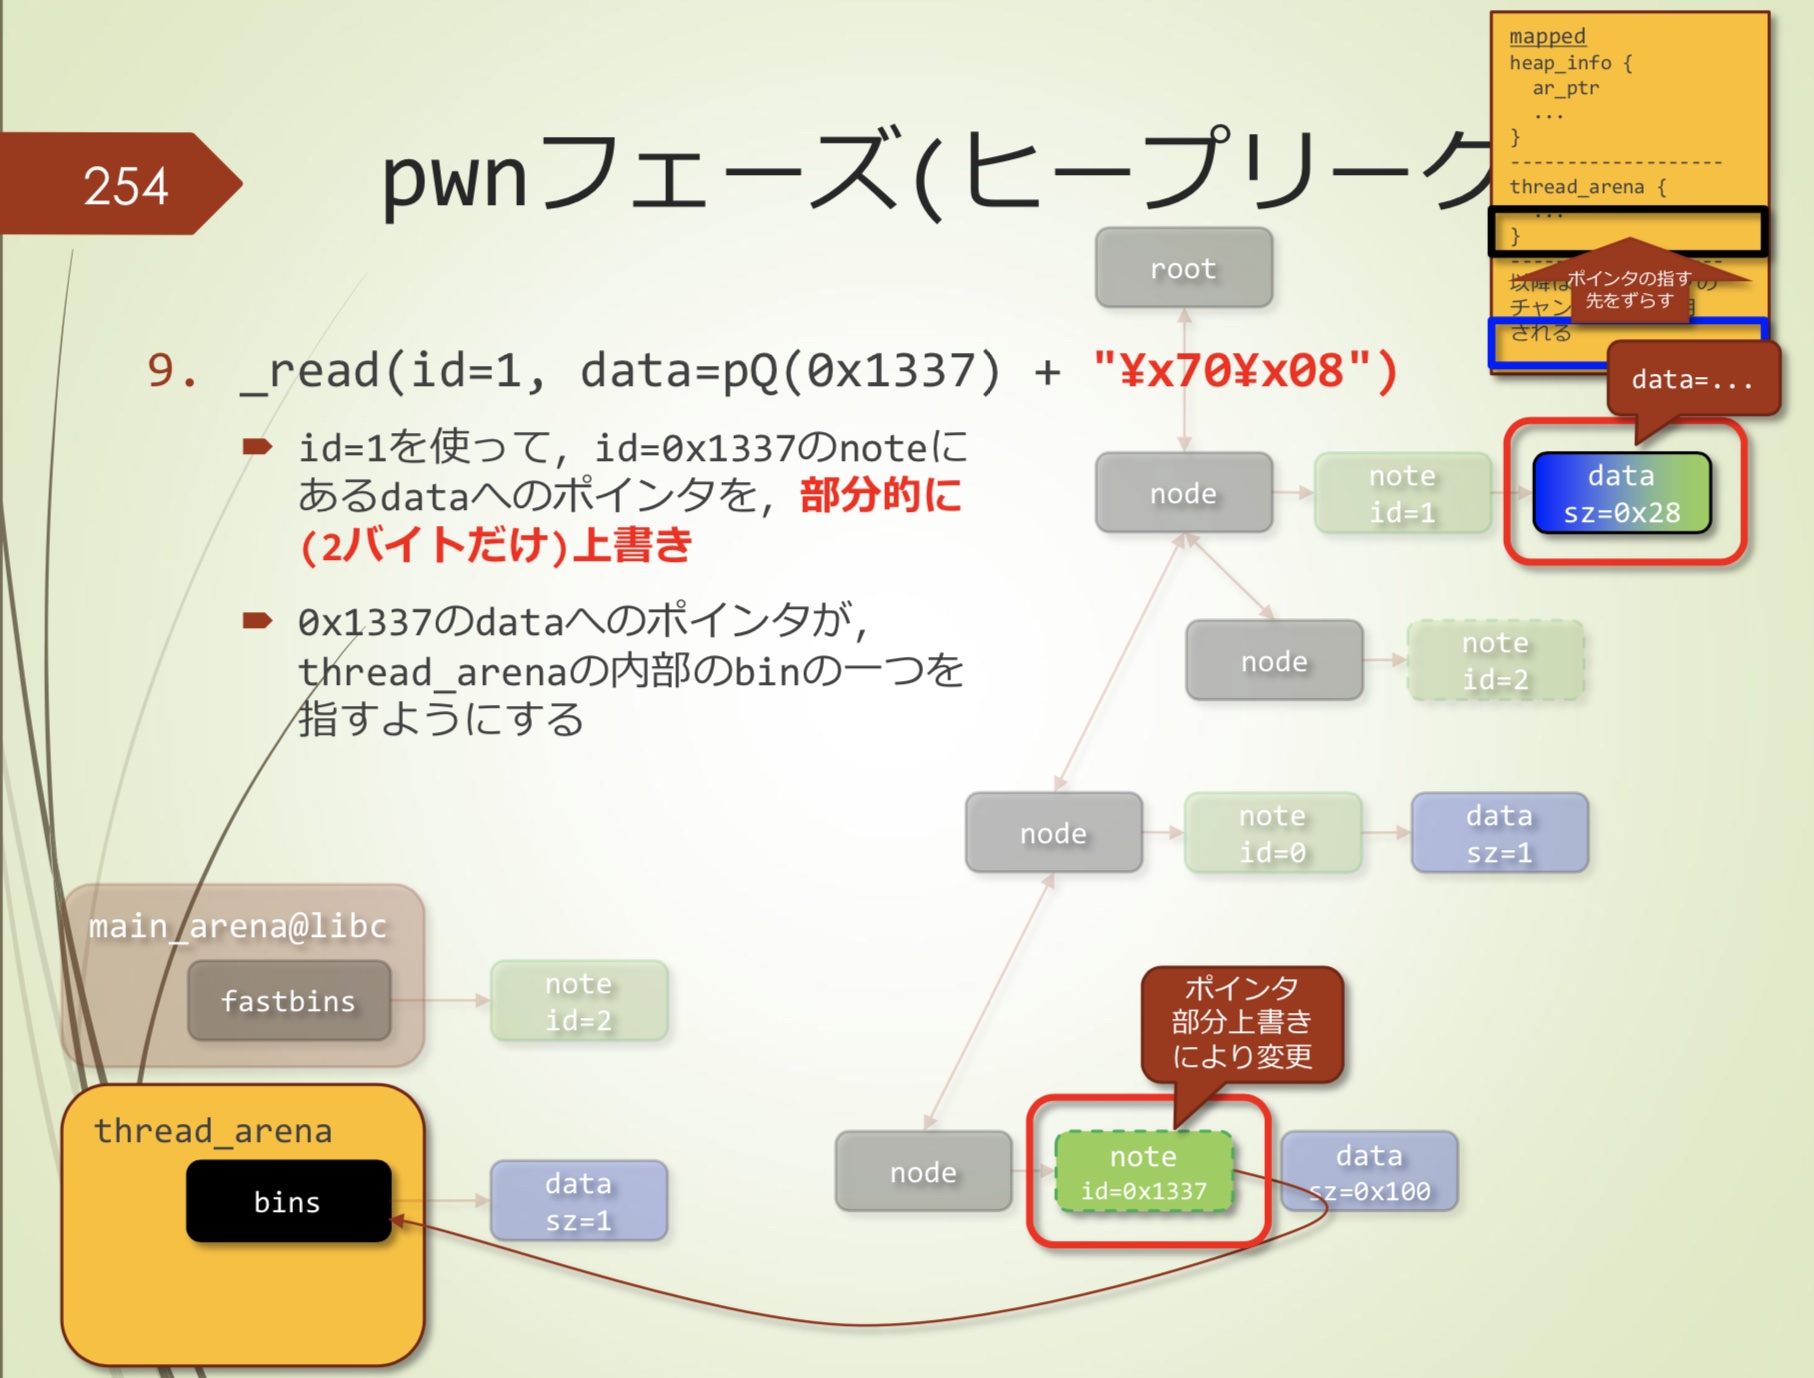 254
pwnフェーズ(ヒープリーク
mapped
heap_info {
ar_ptr
...
}
-------------------
thread_arena {
...
}
-------------------
以降は
の
チャン
される
ポインタの指す
先をずらす
data=...
9. _read(id=1, data=pQ(0x1337) + "¥x70¥x08")
id=1を使って, id=0x1337のnoteに
あるdataへのポインタを, 部分的に
(2バイトだけ)上書き
0x1337のdataへのポインタが,
thread_arenaの内部のbinの一つを
指すようにする
root
node
note
id=1
data
sz=0x28
node
note
id=2
node
note
id=0
data
sz=1
main_arena@libc
fastbins
note
id=2
ポインタ
部分上書き
により変更
thread_arena
bins
data
sz=1
node
note
id=0x1337
data
sz=0x100